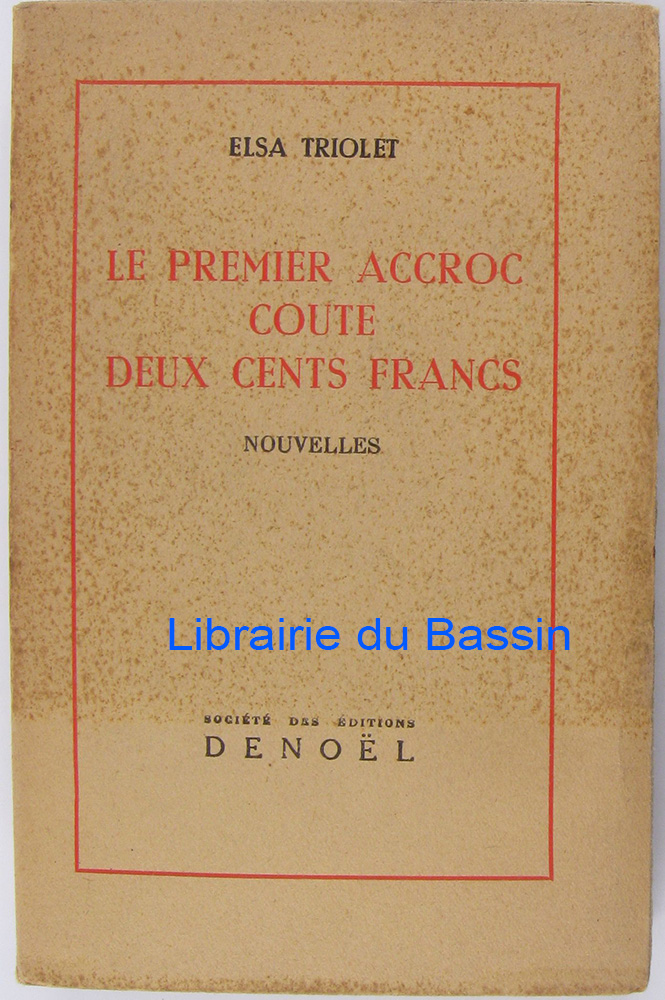 ELSA TRIOLET
LE PREMIER ACCROC
COUTE
DEUX CENTS FRANCS
NOUVELLES
Librairie du Bassin
SOCIÉTÉ DES ÉDITIONS
DENOËL